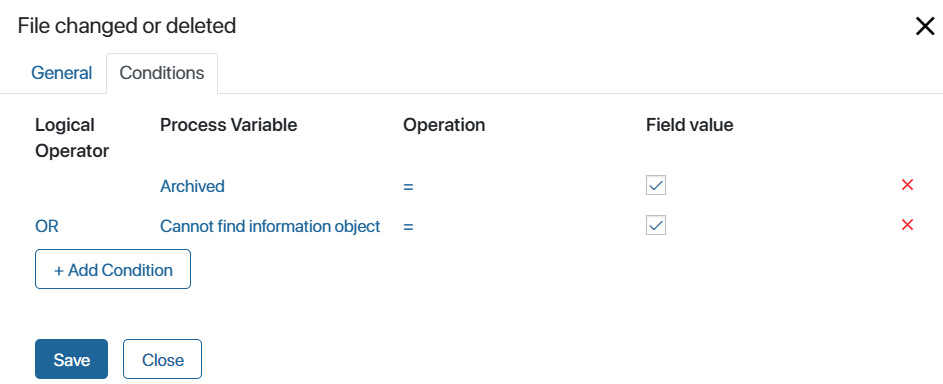 File changed or deleted
General
Conditions
Logical Operator
Process Variable
Operation
Field value
Archived
=
OR
Cannot find information object
=
+ Add Condition
Save
Close